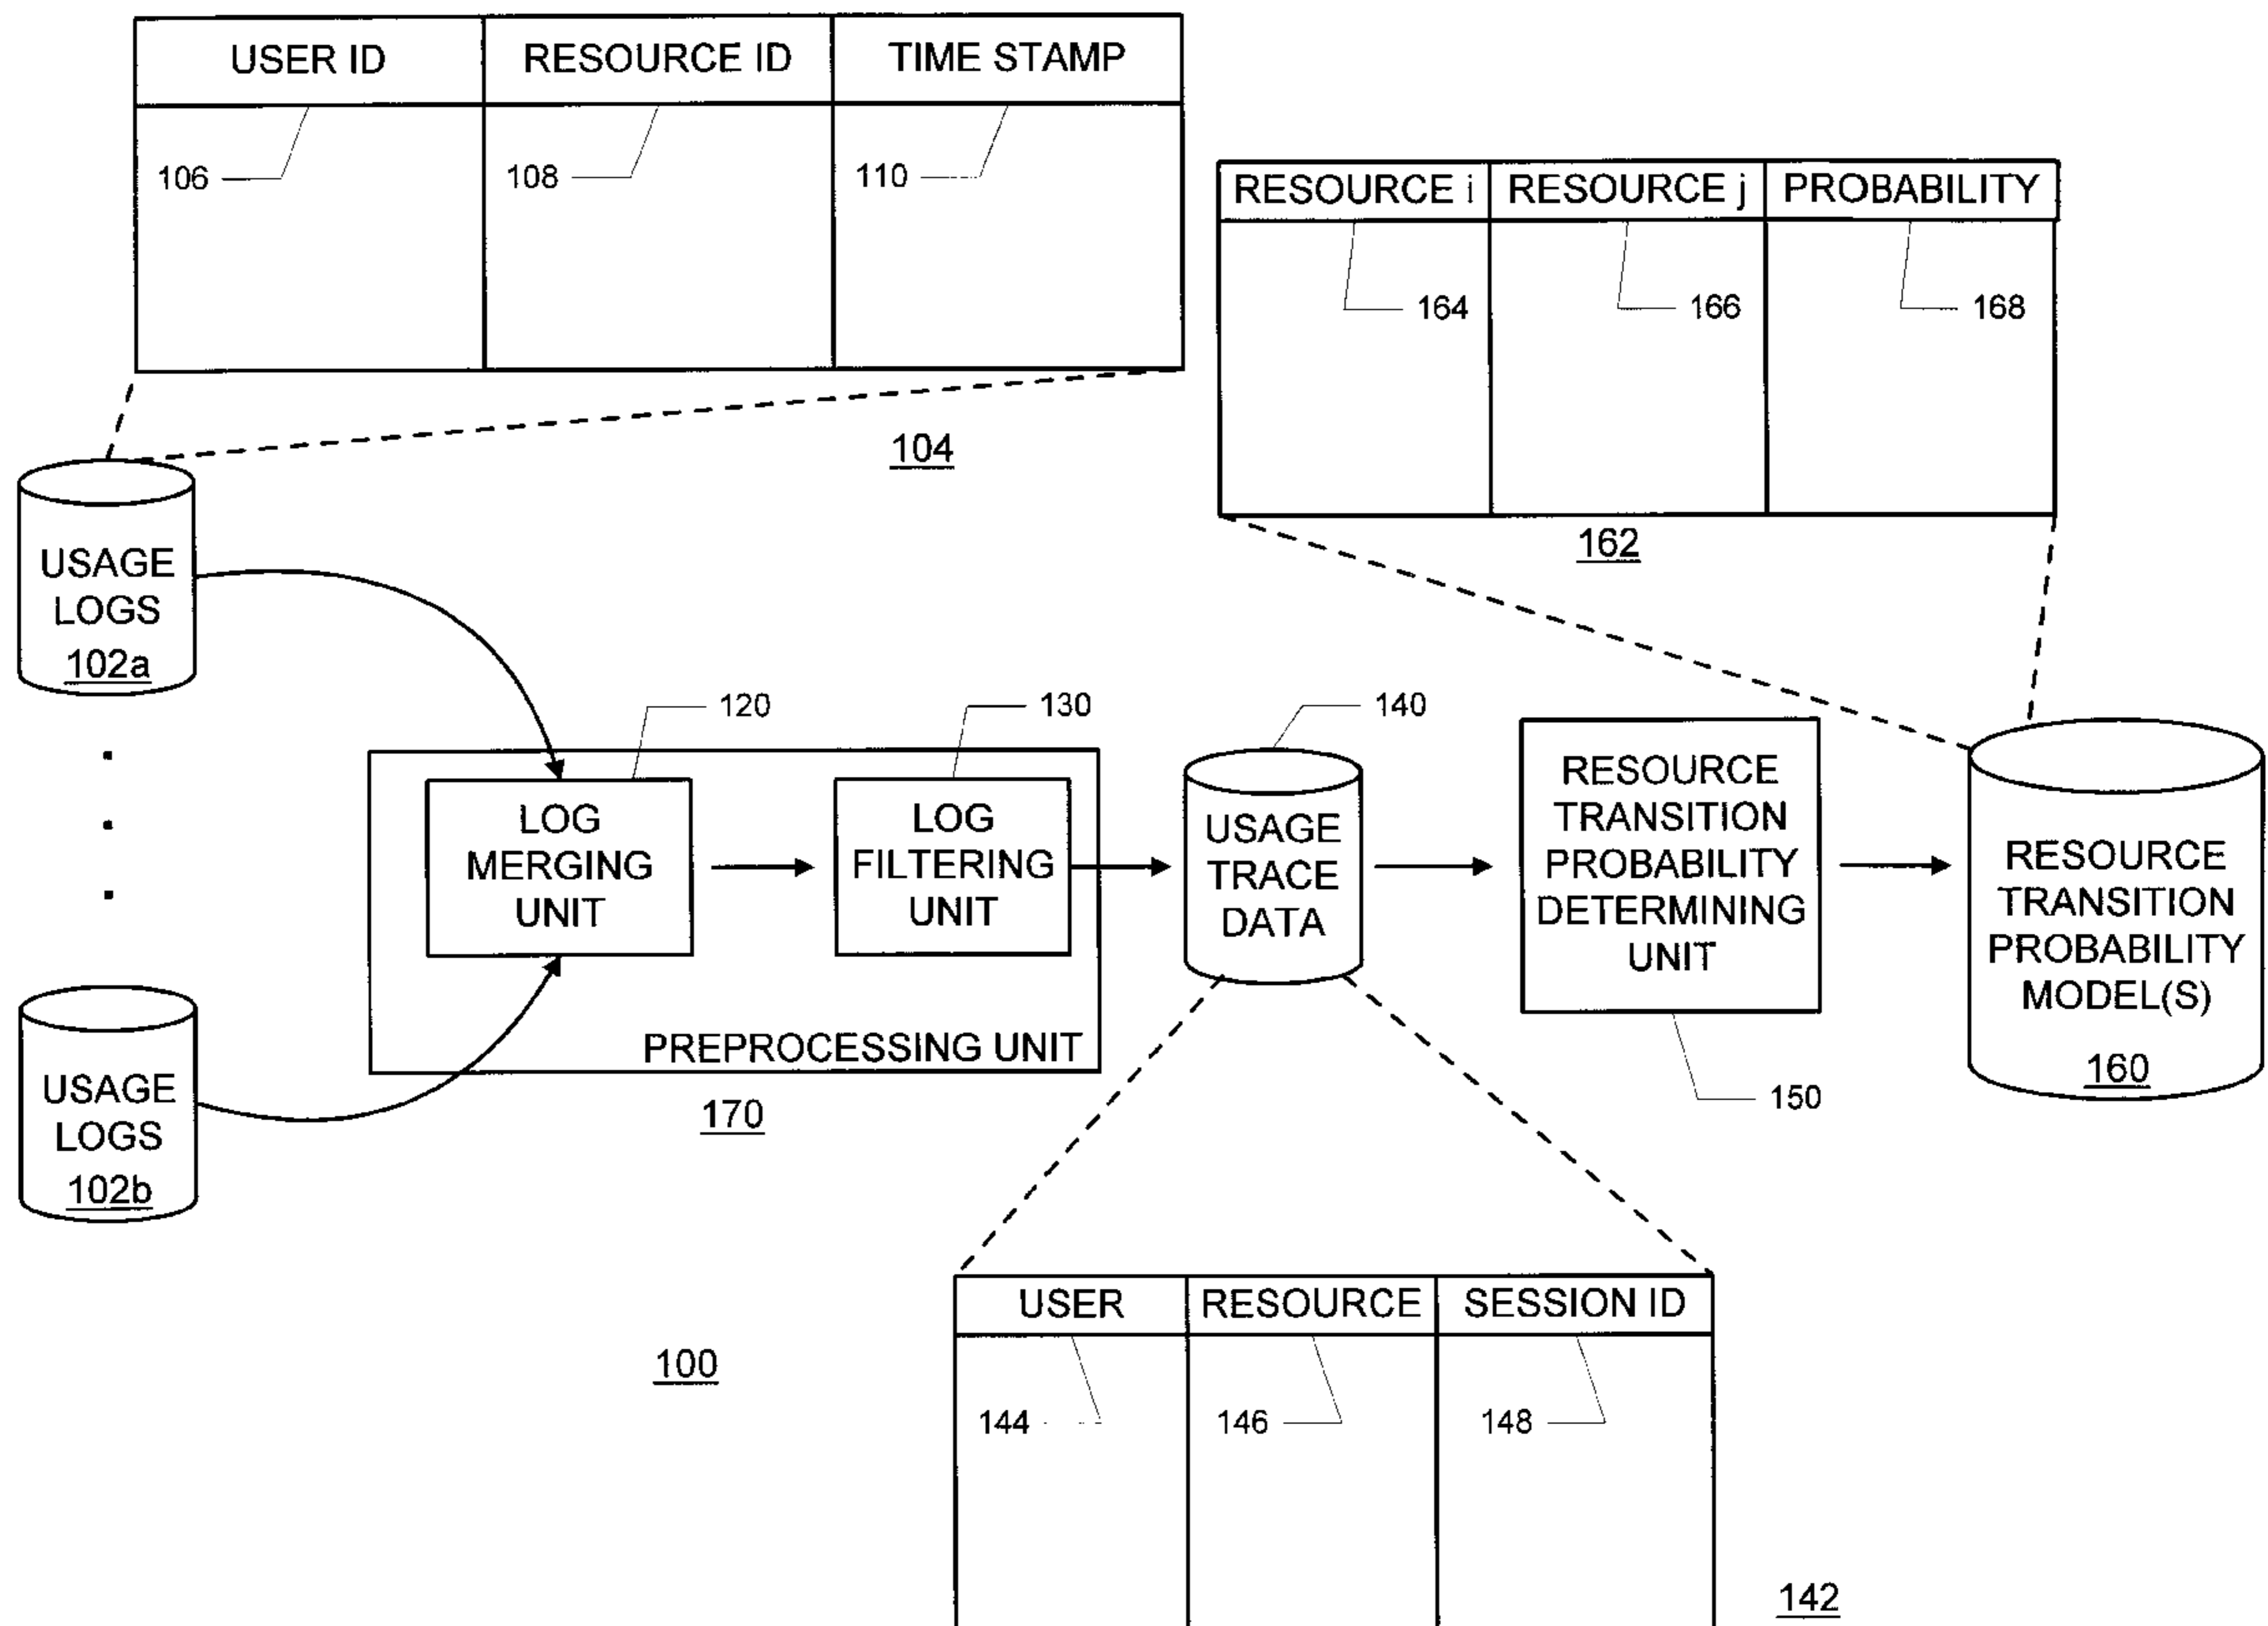 USER ID RESOURCE ID TIME STAMP
106 108 110
RESOURCE i RESOURCE j PROBABILITY
164 166 168
104
162
USAGE
LOGS
102a
120 130 140
LOG
MERGING
UNIT
LOG
FILTERING
UNIT
PREPROCESSING UNIT
170
USAGE
TRACE
DATA
RESOURCE
TRANSITION
PROBABILITY
DETERMINING
UNIT
150
RESOURCE
TRANSITION
PROBABILITY
MODEL(S)
160
USAGE
LOGS
102b
USER RESOURCE SESSION ID
144 146 148
100
142